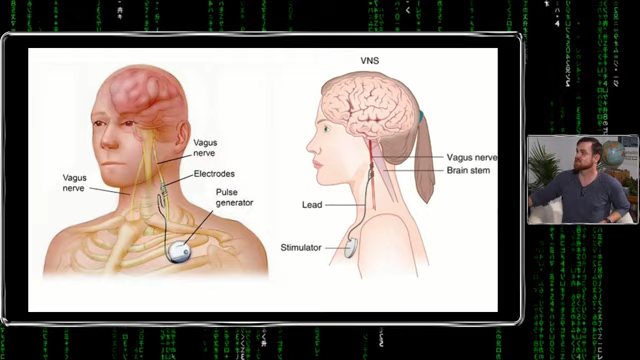 VNS
Vagus
nerve
Electrodes
Pulse
generator
Vagus
nerve
Vagus nerve
Brain stem
Lead
Stimulator